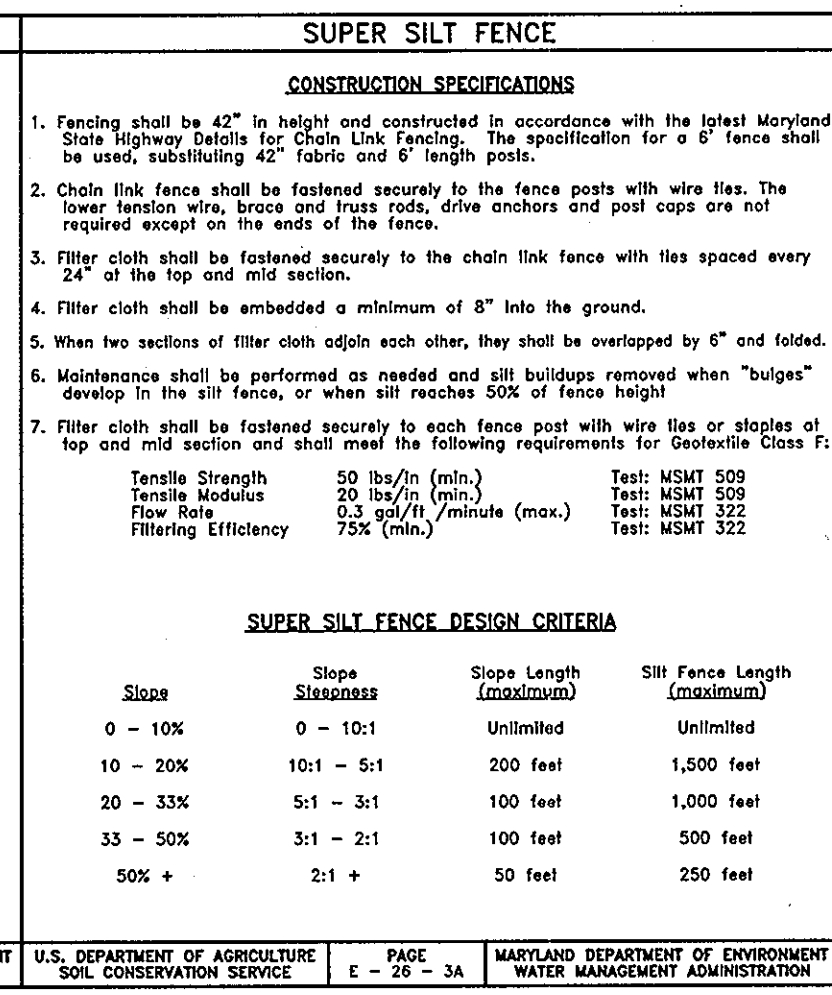 SUPER SILT FENCE
CONSTRUCTION SPECIFICATIONS
1. Fencing shall be 42" in height and constructed in accordance with the latest Maryland
State Highway Details for Chain Link Fencing. The specification for a 6' fence shall
be used, substituting 42" fabric and 6' length posts.
2. Chain link fence shall be fastened securely to the fence posts with wire ties. The
lower tension wire, brace and truss rods, drive anchors and post caps are not
required except on the ends of the fence.
3. Filter cloth shall be fastened securely to the chain link fence with ties spaced every
24" at the top and mid section.
4. Filter cloth shall be embedded a minimum of 8" into the ground.
5. When two sections of filter cloth adjoin each other, they shall be overlapped by 6" and folded.
6. Maintenance shall be performed as needed and silt buildups removed when "bulges"
develop in the silt fence, or when silt reaches 50% of fence height
7. Filter cloth shall be fastened securely to each fence post with wire ties or staples at
top and mid section and shall meet the following requirements for Geotextile Class F:
Tensile Strength 50 lbs/in (min.) Test: MSMT 509
Tensile Modulus 20 lbs/in (min.) Test: MSMT 509
Flow Rate 0.3 gal/ft /minute (max.) Test: MSMT 322
Filtering Efficiency 75% (min.) Test: MSMT 322
SUPER SILT FENCE DESIGN CRITERIA
Slope Slope Length Silt Fence Length
Slope Steepness (maximum) (maximum)
0 – 10% 0 – 10:1 Unlimited Unlimited
10 – 20% 10:1 – 5:1 200 feet 1,500 feet
20 – 33% 5:1 – 3:1 100 feet 1,000 feet
33 – 50% 3:1 – 2:1 100 feet 500 feet
50% + 2:1 + 50 feet 250 feet
U.S. DEPARTMENT OF AGRICULTURE PAGE MARYLAND DEPARTMENT OF ENVIRONMENT
SOIL CONSERVATION SERVICE E – 26 – 3A WATER MANAGEMENT ADMINISTRATION